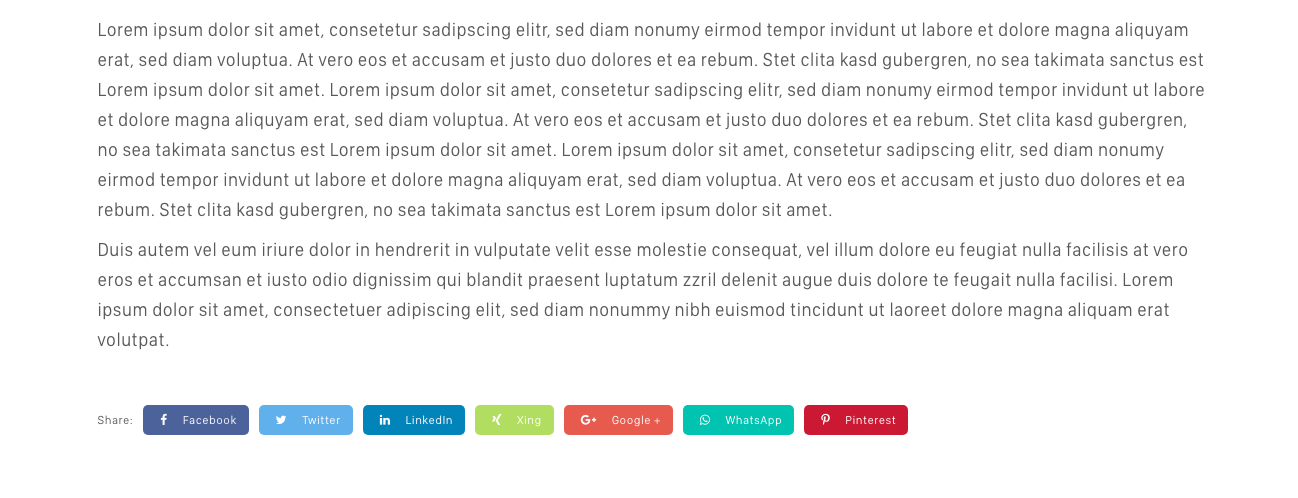 Lorem ipsum dolor sit amet, consetetur sadipscing elitr, sed diam nonumy eirmod tempor invidunt ut labore et dolore magna aliquyam
erat, sed diam voluptua. At vero eos et accusam et justo duo dolores et ea rebum. Stet clita kasd gubergren, no sea takimata sanctus est
Lorem ipsum dolor sit amet. Lorem ipsum dolor sit amet, consetetur sadipscing elitr, sed diam nonumy eirmod tempor invidunt ut labore
et dolore magna aliquyam erat, sed diam voluptua. At vero eos et accusam et justo duo dolores et ea rebum. Stet clita kasd gubergren,
no sea takimata sanctus est Lorem ipsum dolor sit amet. Lorem ipsum dolor sit amet, consetetur sadipscing elitr, sed diam nonumy
eirmod tempor invidunt ut labore et dolore magna aliquyam erat, sed diam voluptua. At vero eos et accusam et justo duo dolores et ea
rebum. Stet clita kasd gubergren, no sea takimata sanctus est Lorem ipsum dolor sit amet.
Duis autem vel eum iriure dolor in hendrerit in vulputate velit esse molestie consequat, vel illum dolore eu feugiat nulla facilisis at vero
eros et accumsan et iusto odio dignissim qui blandit praesent luptatum zzril delenit augue duis dolore te feugait nulla facilisi. Lorem
ipsum dolor sit amet, consectetuer adipiscing elit, sed diam nonummy nibh euismod tincidunt ut laoreet dolore magna aliquam erat
volutpat.
Share: Facebook Twitter LinkedIn Xing Google + WhatsApp Pinterest